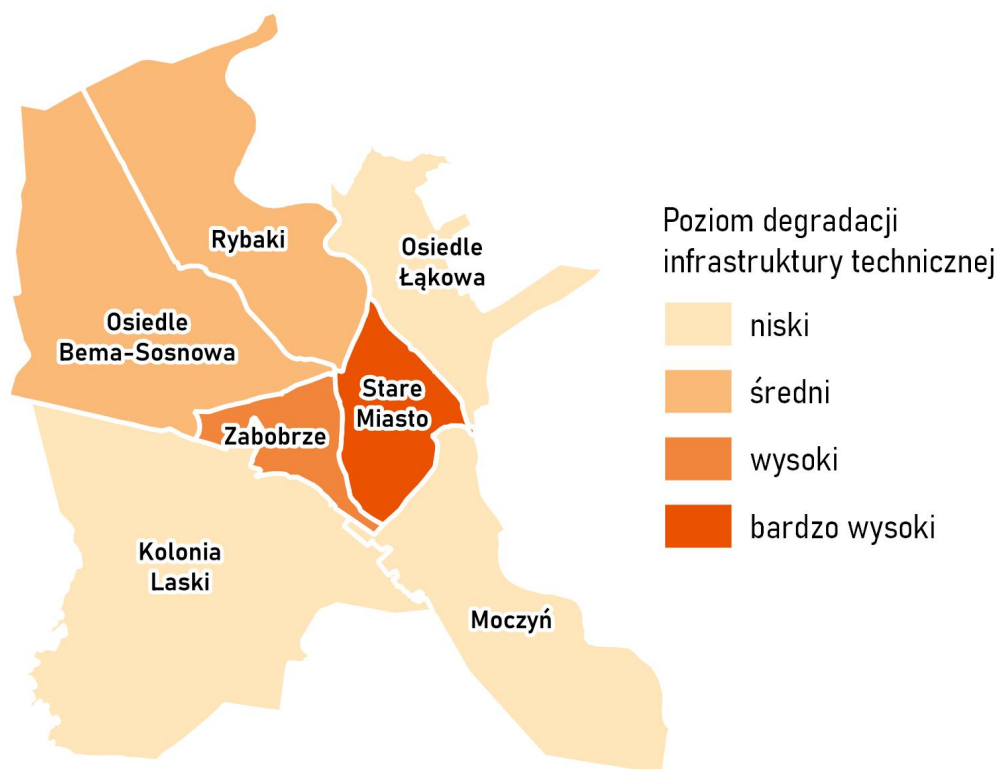 Rybaki
Osiedle
Łąkowa
Osiedle
Bema-Sosnowa
Stare
Miasto
Zabobrze
Kolonia
Laski
Moczyń
Poziom degradacji
infrastruktury technicznej
niski
średni
wysoki
bardzo wysoki